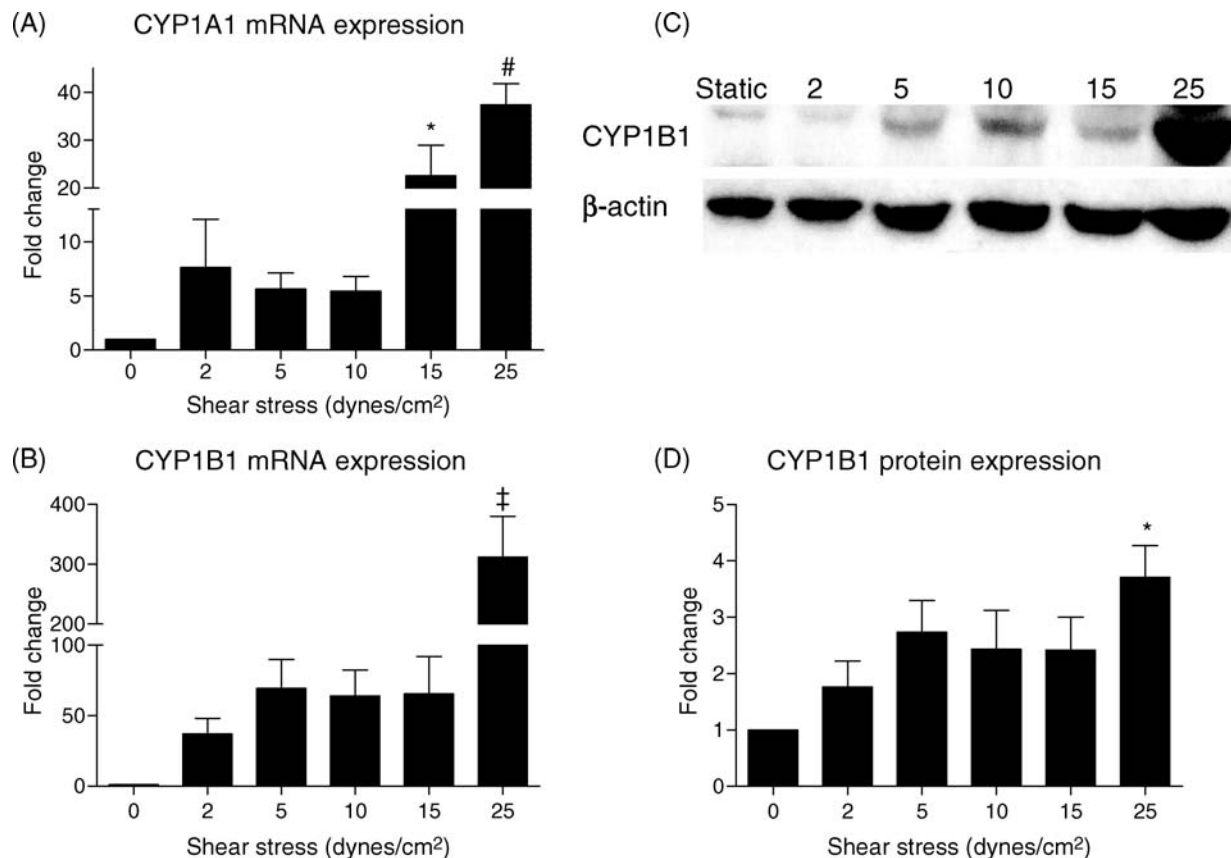 (A) CYP1A1 mRNA expression
#
*
40
30
20
10
5
0
Fold change
0 2 5 10 15 25
Shear stress (dynes/cm²)
(B) CYP1B1 mRNA expression
‡
400
300
200
100
50
0
Fold change
0 2 5 10 15 25
Shear stress (dynes/cm²)
(C)
Static 2 5 10 15 25
CYP1B1
β-actin
(D) CYP1B1 protein expression
*
5
4
3
2
1
0
Fold change
0 2 5 10 15 25
Shear stress (dynes/cm²)